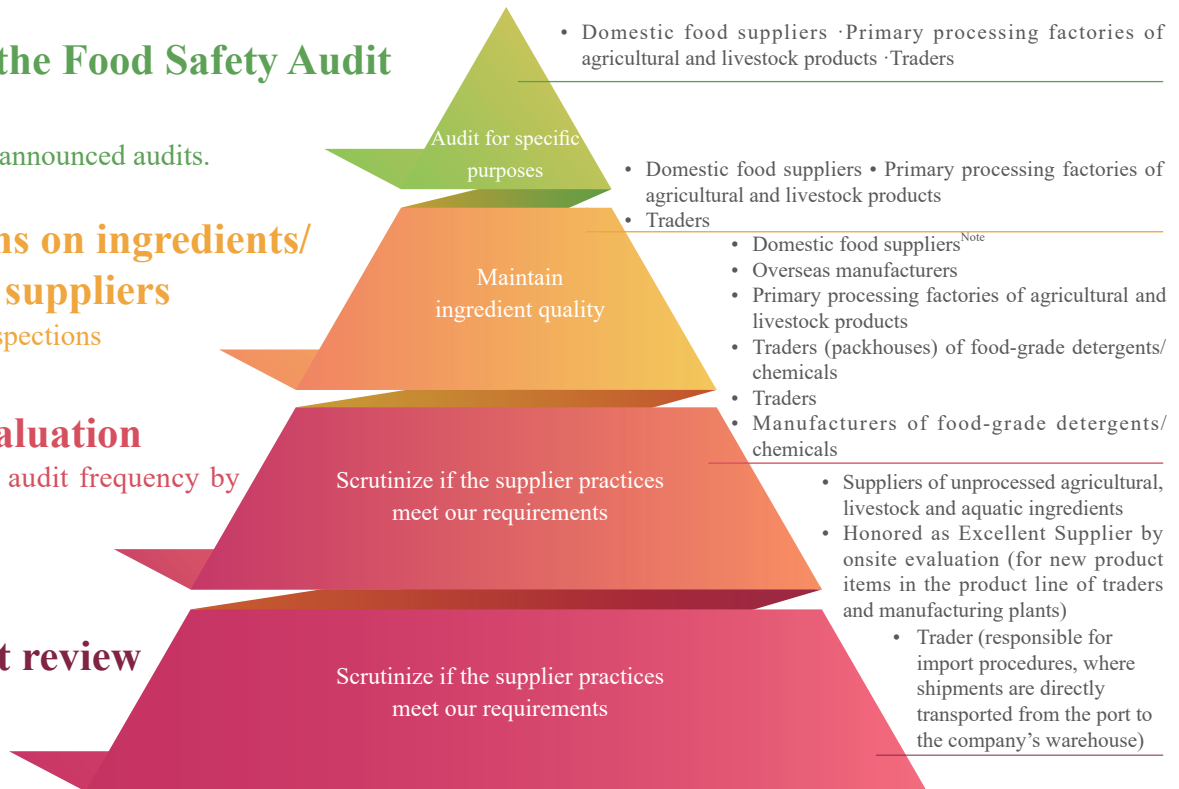 the Food Safety Audit
announced audits.
ns on ingredients/
suppliers
spections
aluation
audit frequency by
t review
Audit for specific
purposes
Maintain
ingredient quality
Scrutinize if the supplier practices
meet our requirements
Scrutinize if the supplier practices
meet our requirements
• Domestic food suppliers ·Primary processing factories of
agricultural and livestock products ·Traders
• Domestic food suppliers • Primary processing factories of
agricultural and livestock products
• Traders
• Domestic food suppliersNote
• Overseas manufacturers
• Primary processing factories of agricultural and
livestock products
• Traders (packhouses) of food-grade detergents/
chemicals
• Traders
• Manufacturers of food-grade detergents/
chemicals
• Suppliers of unprocessed agricultural,
livestock and aquatic ingredients
• Honored as Excellent Supplier by
onsite evaluation (for new product
items in the product line of traders
and manufacturing plants)
• Trader (responsible for
import procedures, where
shipments are directly
transported from the port to
the company’s warehouse)